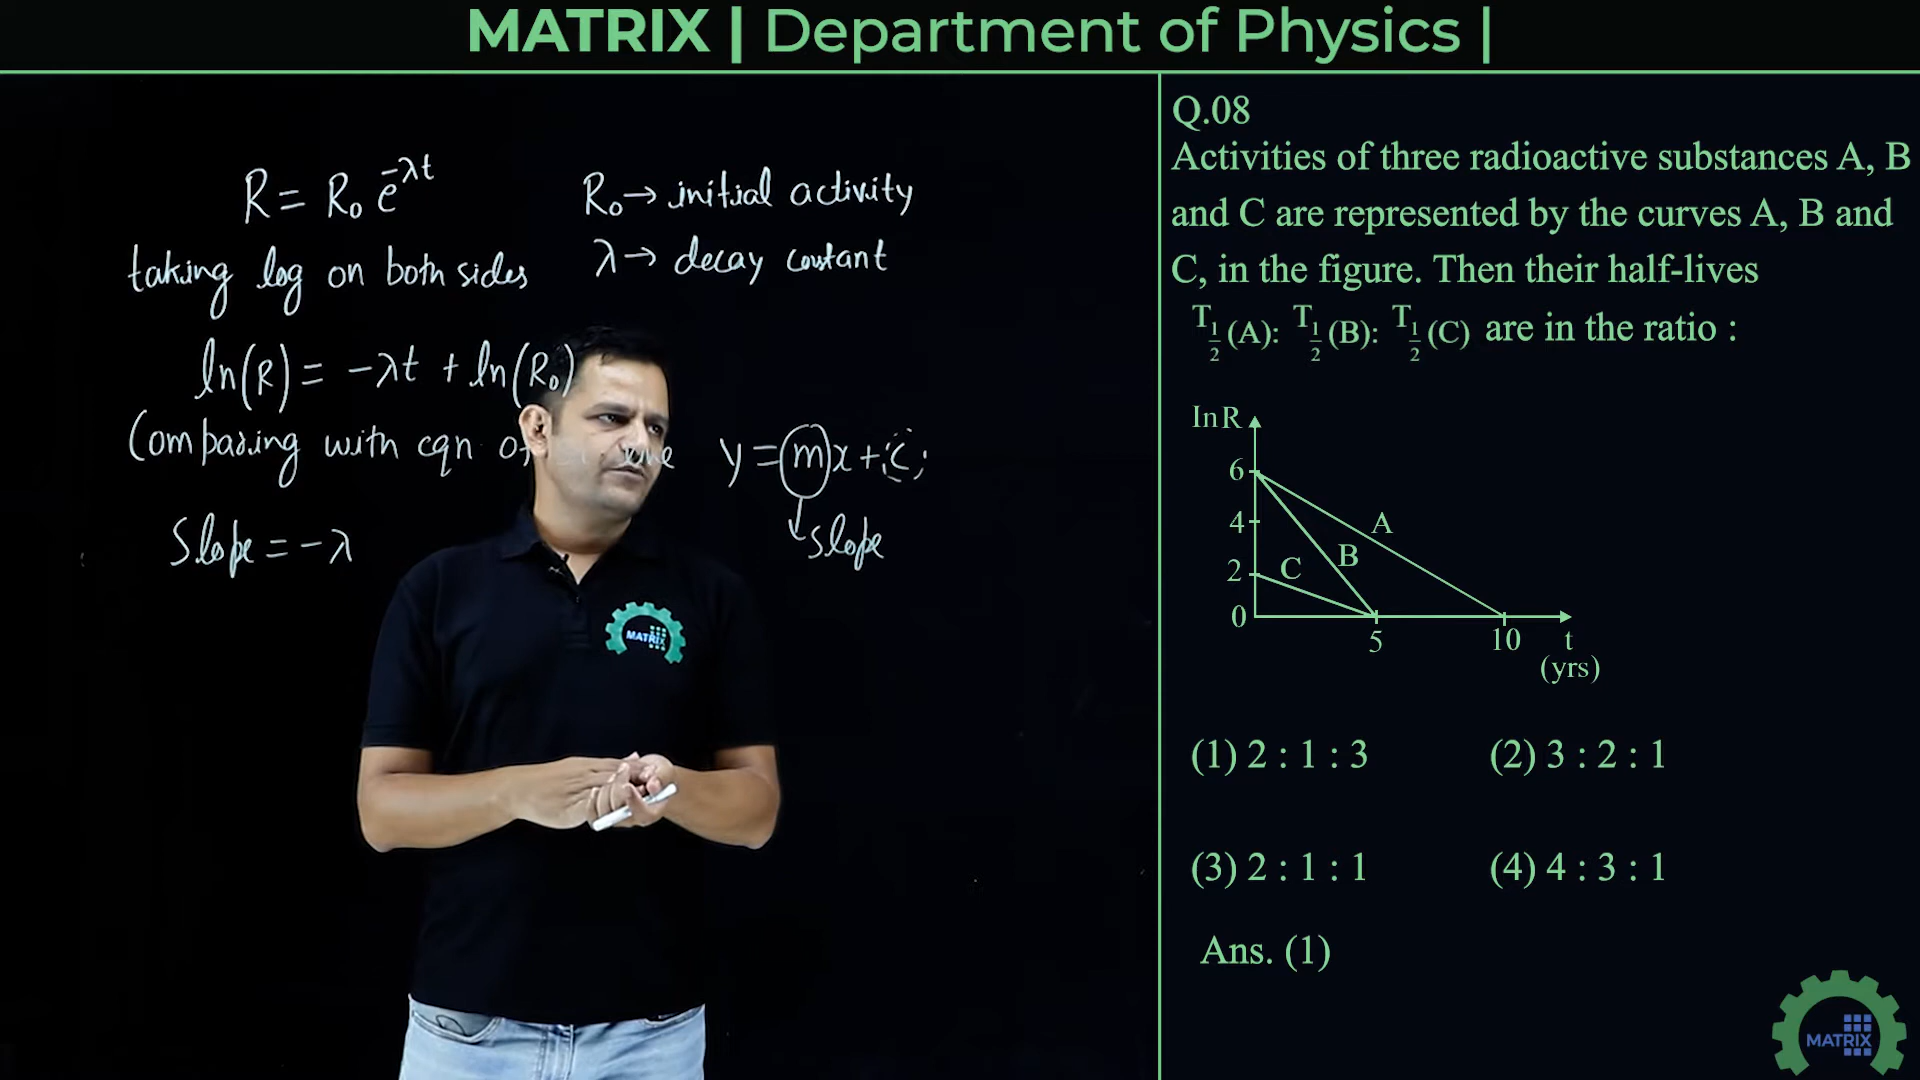 MATRIX | Department of Physics |
R = R₀ e^-λt
R₀ → initial activity
taking log on both sides
λ → decay constant
ln(R) = -λt + ln(R₀)
Comparing with eqn of line
y = mx + c
slope
Slope = -λ
MATRIX
Q.08
Activities of three radioactive substances A, B
and C are represented by the curves A, B and
C, in the figure. Then their half-lives
T1/2(A): T1/2(B): T1/2(C) are in the ratio :
lnR
6
A
4
B
2
C
0
5
10
t
(yrs)
(1) 2 : 1 : 3
(2) 3 : 2 : 1
(3) 2 : 1 : 1
(4) 4 : 3 : 1
Ans. (1)
MATRIX